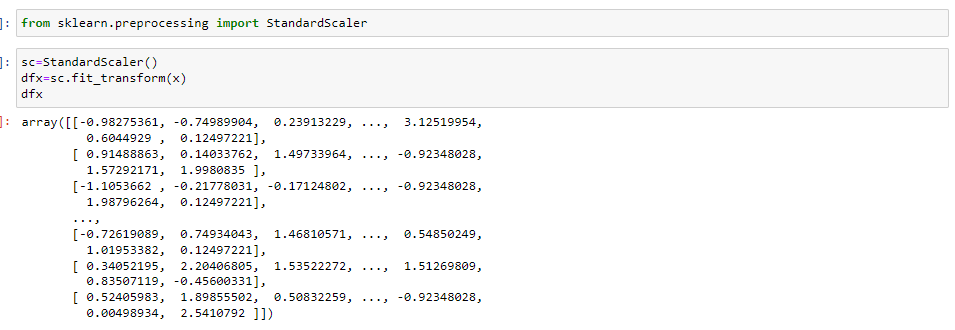 ]: from sklearn.preprocessing import StandardScaler
]: sc=StandardScaler()
dfx=sc.fit_transform(x)
dfx
]: array([[-0.98275361, -0.74989904,  0.23913229, ...,  3.12519954,
         0.6044929 ,  0.12497221],
       [ 0.91488863,  0.14033762,  1.49733964, ..., -0.92348028,
         1.57292171,  1.9980835 ],
       [-1.1053662 , -0.21778031, -0.17124802, ..., -0.92348028,
         1.98796264,  0.12497221],
       ...,
       [-0.72619089,  0.74934043,  1.46810571, ...,  0.54850249,
         1.01953382,  0.12497221],
       [ 0.34052195,  2.20406805,  1.53522272, ...,  1.51269809,
         0.83507119, -0.45600331],
       [ 0.52405983,  1.89855502,  0.50832259, ..., -0.92348028,
         0.00498934,  2.5410792 ]])